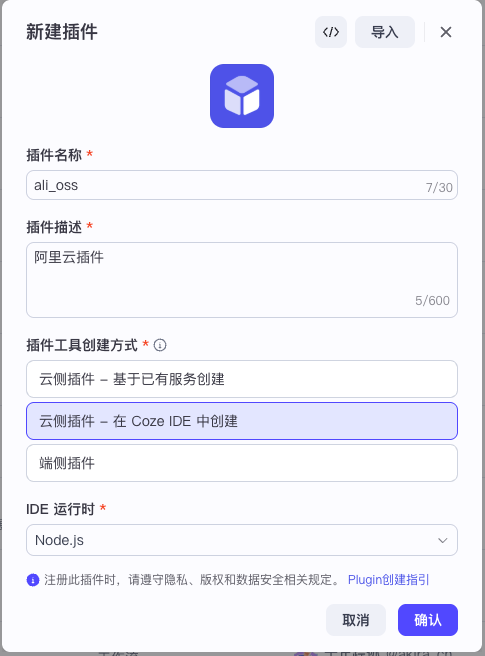 新建插件
</> 导入
插件名称 *
ali_oss 7/30
插件描述 *
阿里云插件
5/600
插件工具创建方式 *
云侧插件 – 基于已有服务创建
云侧插件 – 在 Coze IDE 中创建
端侧插件
IDE 运行时 *
Node.js
注册此插件时，请遵守隐私、版权和数据安全相关规定。 Plugin创建指引
取消 确认